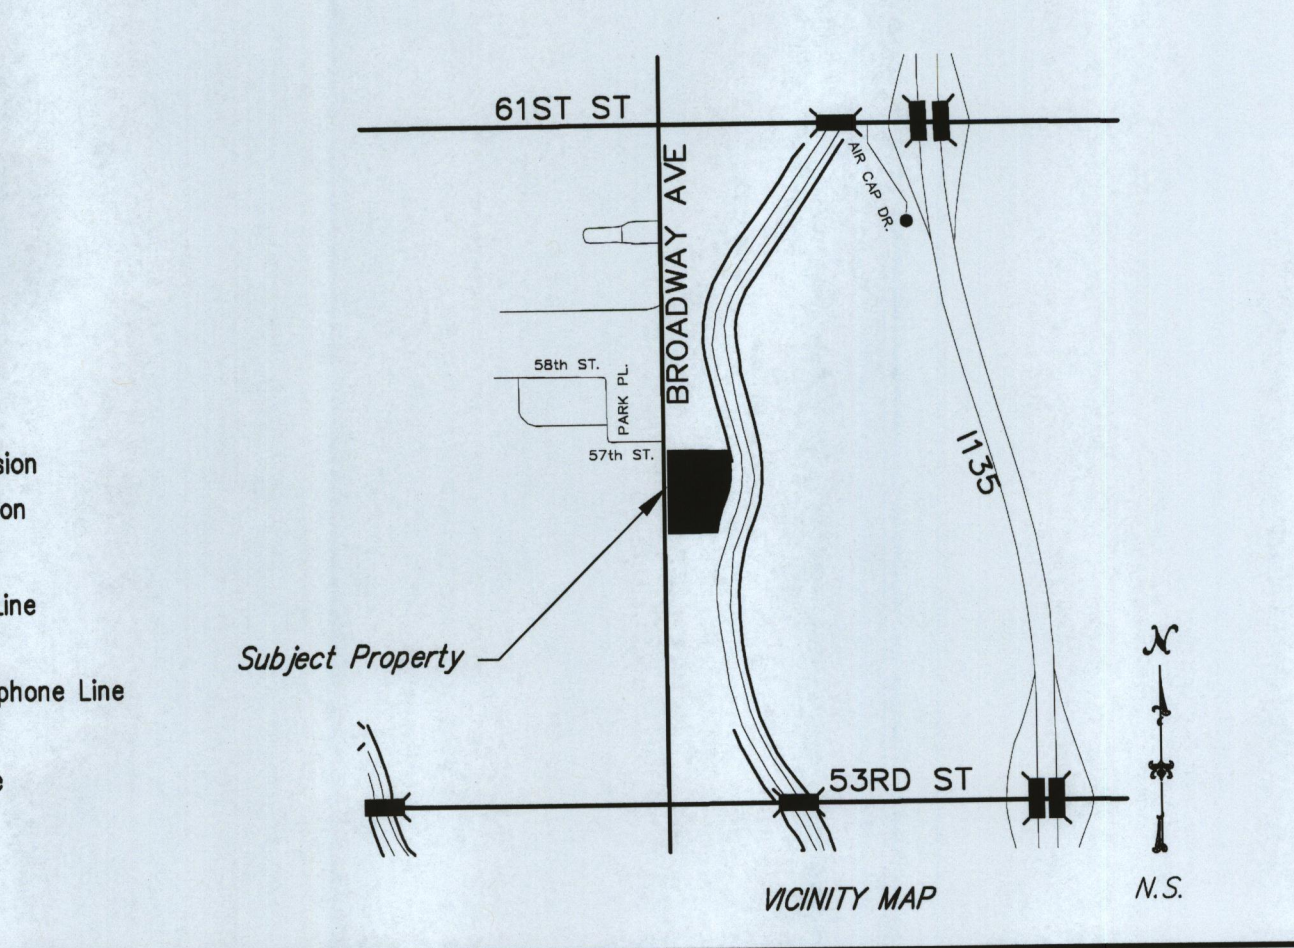 61ST ST
BROADWAY AVE
AIR CAP DR.
58th ST.
PARK PL.
57th ST.
I135
sion
on
Line
phone Line
e
Subject Property
53RD ST
N
VICINITY MAP
N.S.